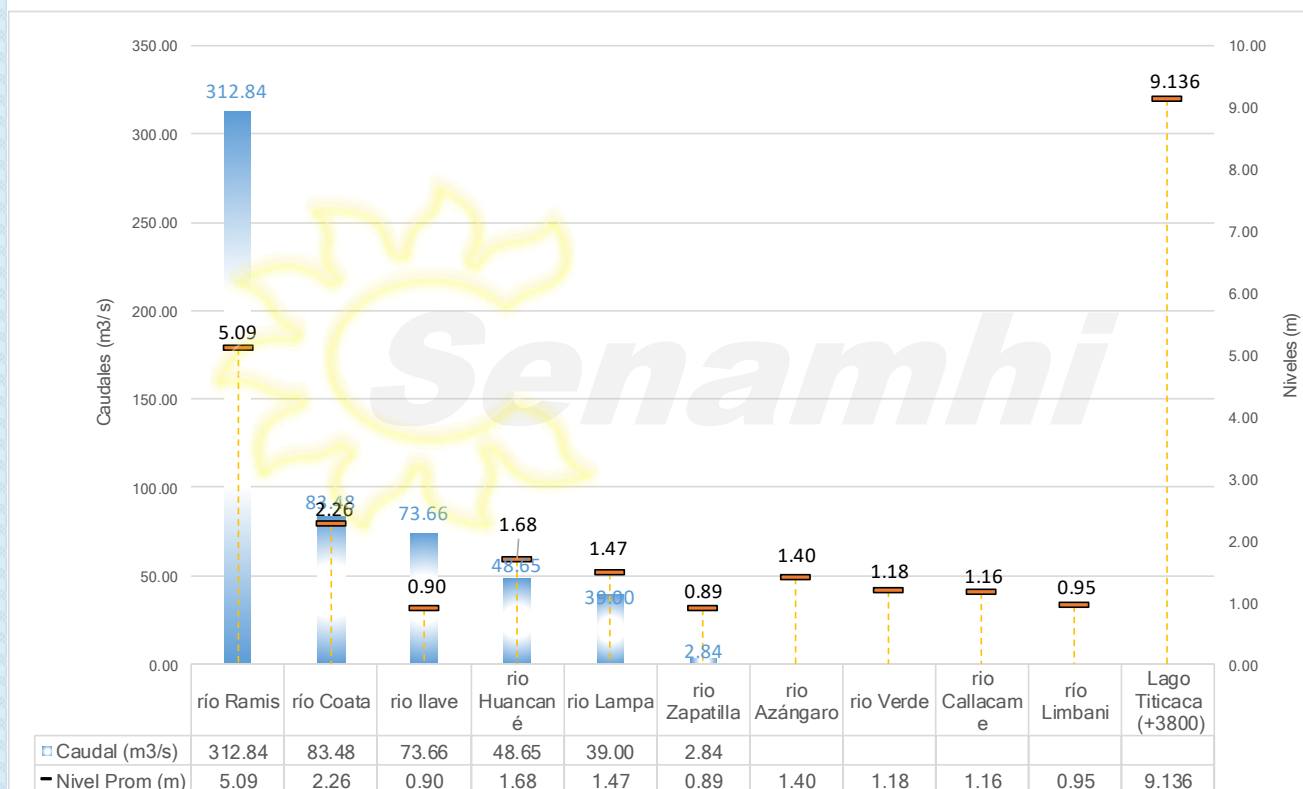 350.00
300.00
250.00
200.00
150.00
100.00
50.00
0.00
Caudales (m3/s)
10.00
9.00
8.00
7.00
6.00
5.00
4.00
3.00
2.00
1.00
0.00
Niveles (m)
312.84
5.09
83.48
2.26
73.66
0.90
1.68
48.65
1.47
39.00
0.89
2.84
1.40
1.18
1.16
0.95
9.136
Senamhi
río Ramis
río Coata
rio Ilave
rio
Huancan
é
rio Lampa
rio
Zapatilla
rio
Azángaro
rio Verde
rio
Callacam
e
río
Limbani
Lago
Titicaca
(+3800)
Caudal (m3/s) 312.84 83.48 73.66 48.65 39.00 2.84
Nivel Prom (m) 5.09 2.26 0.90 1.68 1.47 0.89 1.40 1.18 1.16 0.95 9.136